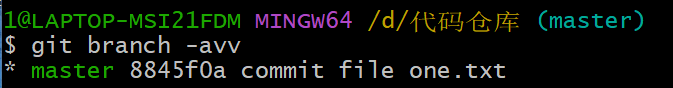 1@LAPTOP-MSI21FDM MINGW64 /d/代码仓库 (master)
$ git branch -avv
* master 8845f0a commit file one.txt